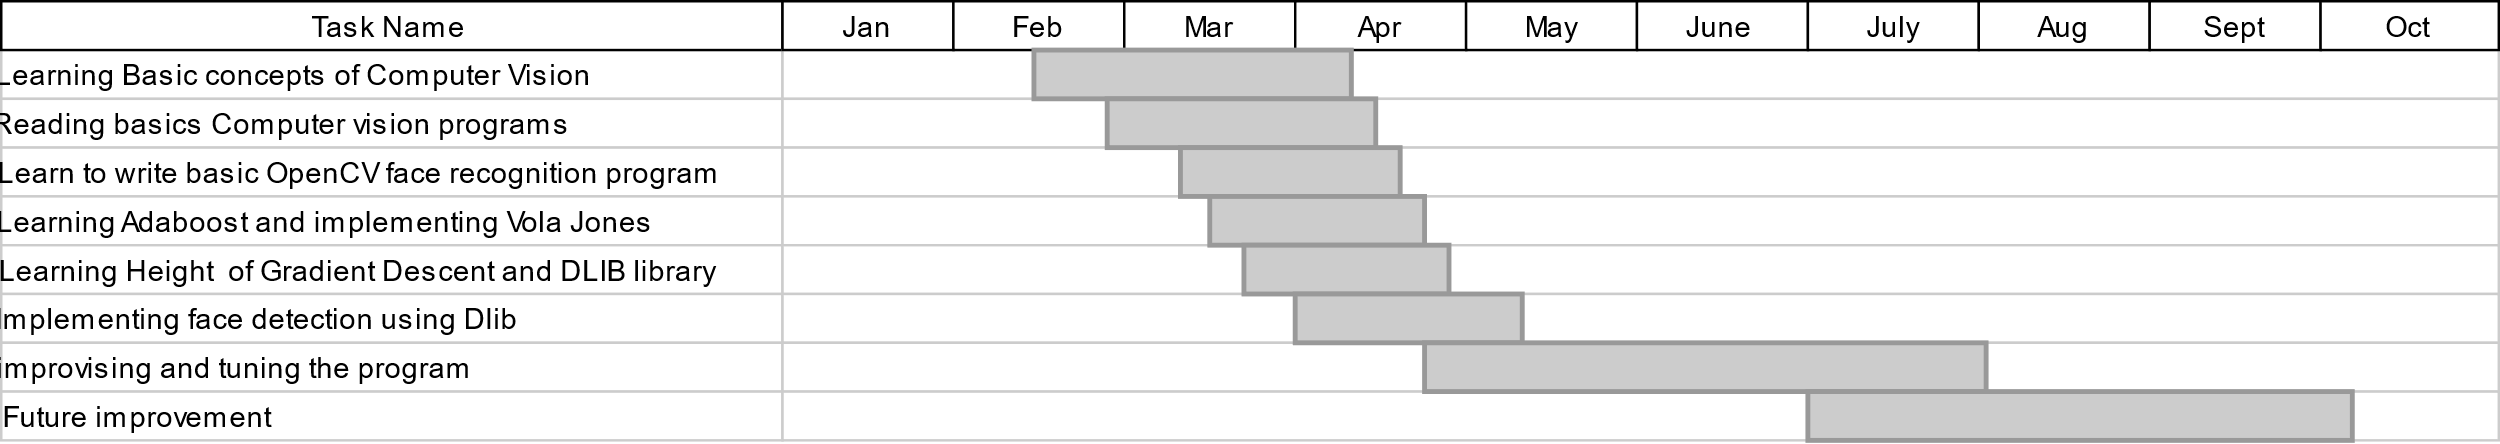 Task Name Jan Feb Mar Apr May June July Aug Sept Oct
Learning Basic concepts of Computer Vision
Reading basics Computer vision programs
Learn to write basic OpenCV face recognition program
Learning Adaboost and implementing Vola Jones
Learning Height of Gradient Descent and DLIB library
Implementing face detection using Dlib
improvising and tuning the program
Future improvement